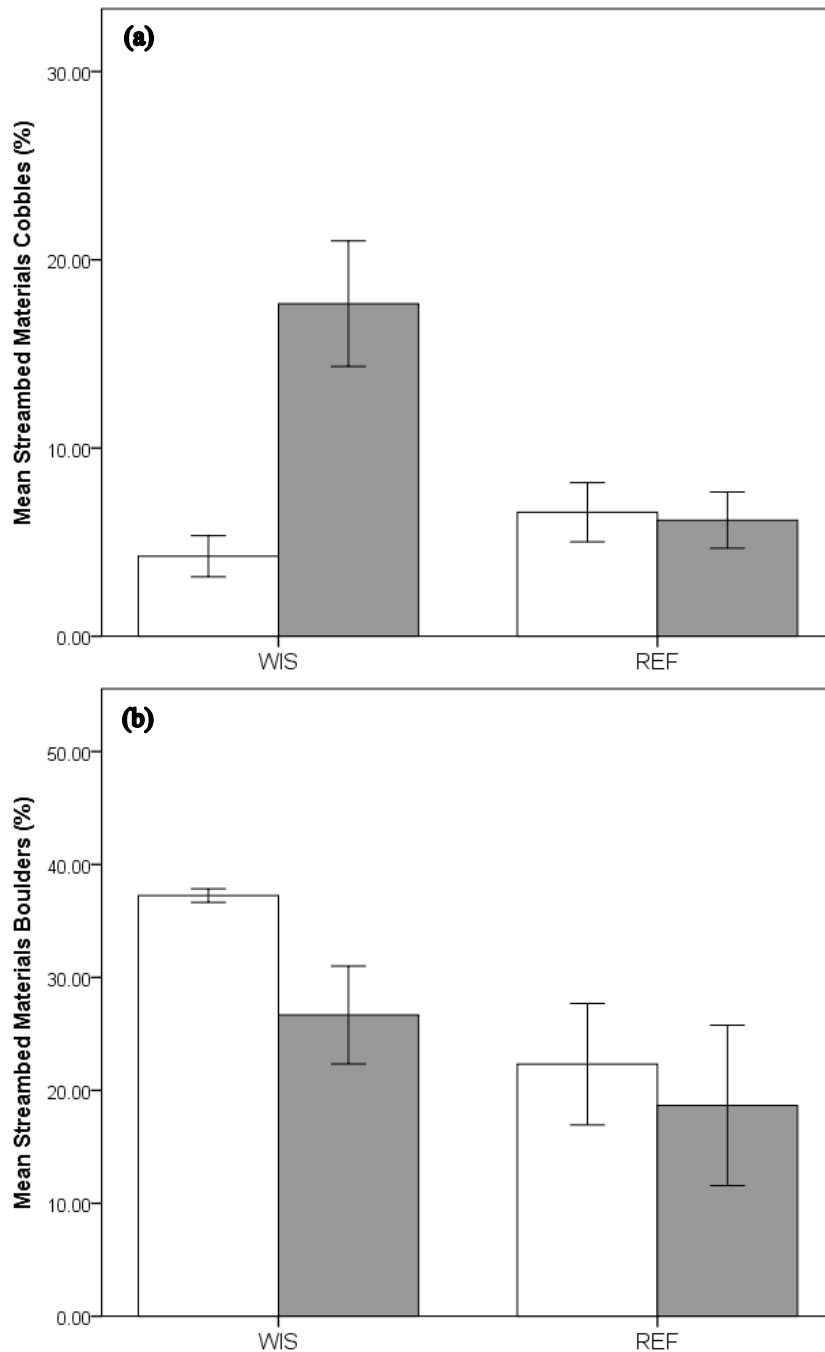 (a)
Mean Streambed Materials Cobbles (%)
30.00
20.00
10.00
0.00
WIS REF
(b)
Mean Streambed Materials Boulders (%)
50.00
40.00
30.00
20.00
10.00
0.00
WIS REF